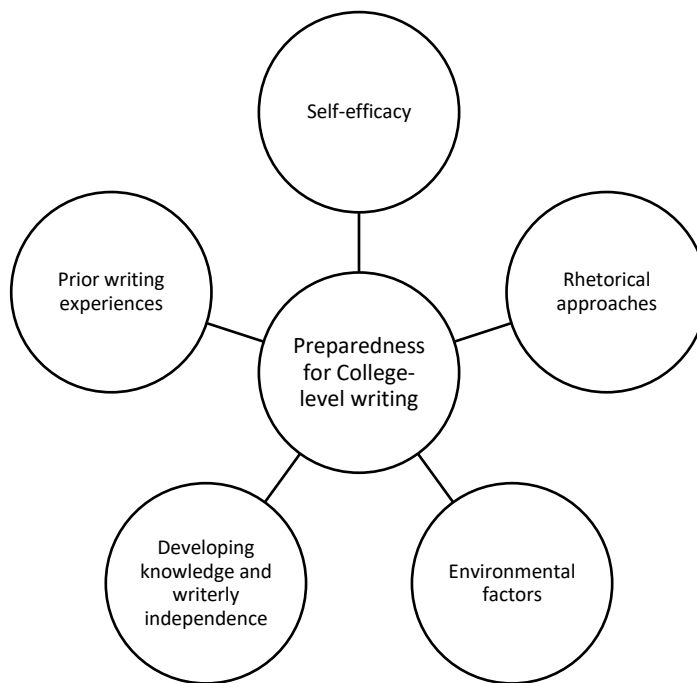 Self-efficacy
Prior writing
experiences
Rhetorical
approaches
Preparedness
for College-
level writing
Developing
knowledge and
writerly
independence
Environmental
factors